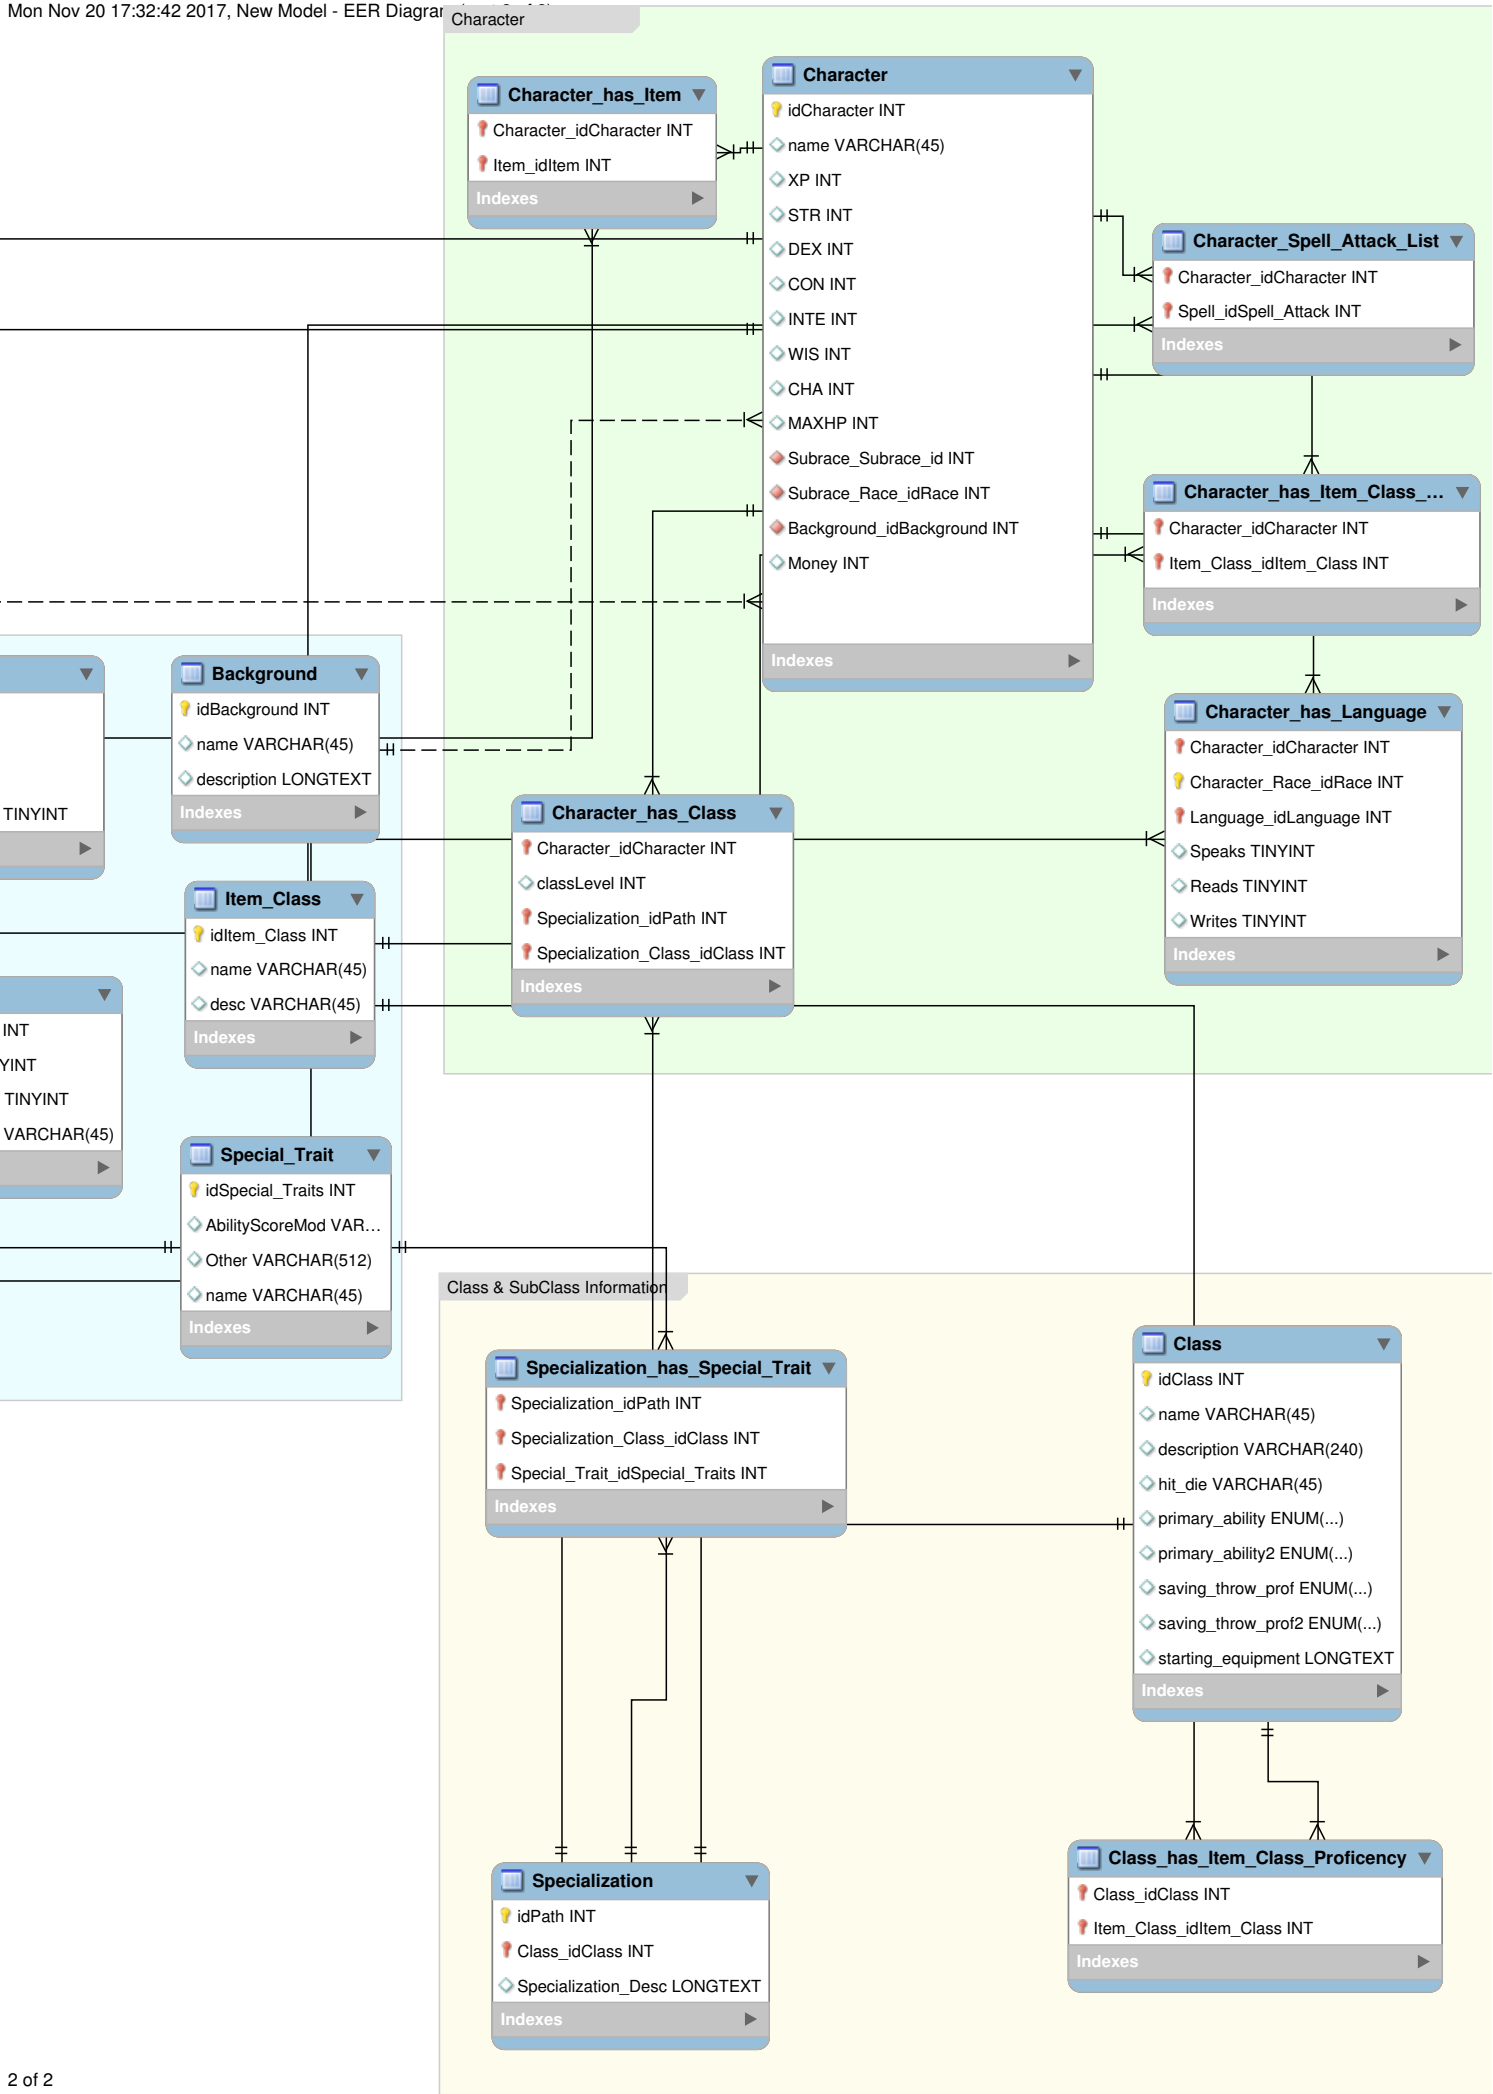 Mon Nov 20 17:32:42 2017, New Model - EER Diagram
Character
Character_has_Item
Character_idCharacter INT
Item_idItem INT
Indexes
Character
idCharacter INT
name VARCHAR(45)
XP INT
STR INT
DEX INT
CON INT
INTE INT
WIS INT
CHA INT
MAXHP INT
Subrace_Subrace_id INT
Subrace_Race_idRace INT
Background_idBackground INT
Money INT
Indexes
Character_Spell_Attack_List
Character_idCharacter INT
Spell_idSpell_Attack INT
Indexes
Character_has_Item_Class_...
Character_idCharacter INT
Item_Class_idItem_Class INT
Indexes
Character_has_Language
Character_idCharacter INT
Character_Race_idRace INT
Language_idLanguage INT
Speaks TINYINT
Reads TINYINT
Writes TINYINT
Indexes
TINYINT
Background
idBackground INT
name VARCHAR(45)
description LONGTEXT
Indexes
Character_has_Class
Character_idCharacter INT
classLevel INT
Specialization_idPath INT
Specialization_Class_idClass INT
Indexes
Item_Class
idItem_Class INT
name VARCHAR(45)
desc VARCHAR(45)
Indexes
INT
YINT
TINYINT
VARCHAR(45)
Special_Trait
idSpecial_Traits INT
AbilityScoreMod VAR...
Other VARCHAR(512)
name VARCHAR(45)
Indexes
Class & SubClass Information
Specialization_has_Special_Trait
Specialization_idPath INT
Specialization_Class_idClass INT
Special_Trait_idSpecial_Traits INT
Indexes
Class
idClass INT
name VARCHAR(45)
description VARCHAR(240)
hit_die VARCHAR(45)
primary_ability ENUM(...)
primary_ability2 ENUM(...)
saving_throw_prof ENUM(...)
saving_throw_prof2 ENUM(...)
starting_equipment LONGTEXT
Indexes
Specialization
idPath INT
Class_idClass INT
Specialization_Desc LONGTEXT
Indexes
Class_has_Item_Class_Proficency
Class_idClass INT
Item_Class_idItem_Class INT
Indexes
2 of 2